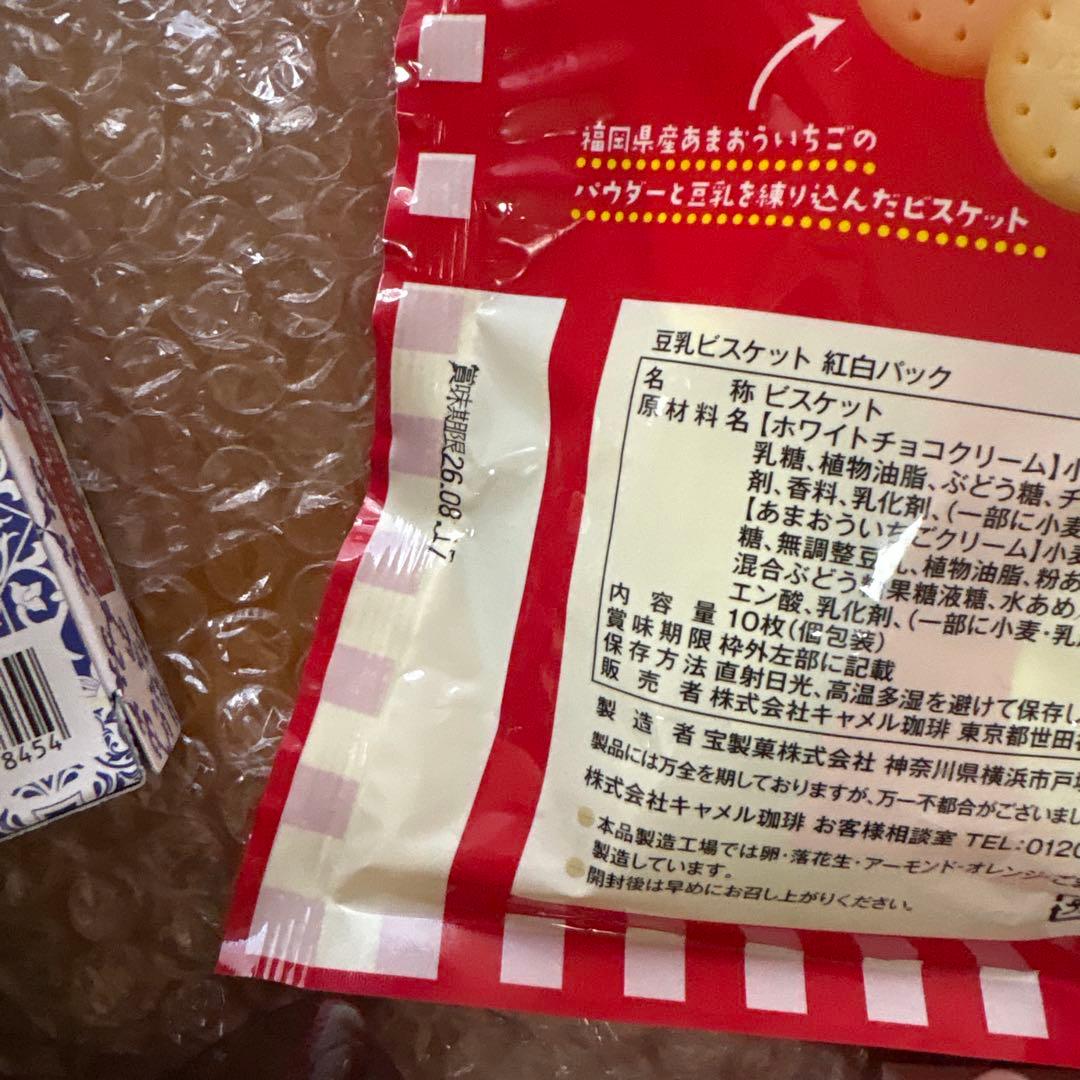 福岡県産あまおういちごの
パウダーと豆乳を練り込んだビスケット
豆乳ビスケット 紅白パック
名称 ビスケット
原材料名 【ホワイトチョコクリーム】小
乳糖、植物油脂、ぶどう糖、チ
剤、香料、乳化剤、(一部に小麦
【あまおういちごクリーム】小麦
糖、無調整豆乳、植物油脂、粉あ
混合ぶどう糖果糖液糖、水あめ
エン酸、乳化剤、(一部に小麦・乳
内容量 10枚(個包装)
賞味期限 枠外左部に記載
保存方法 直射日光、高温多湿を避けて保存し
販売者 株式会社キャメル珈琲 東京都世田
製造者 宝製菓株式会社 神奈川県横浜市戸塚
製品には万全を期しておりますが、万一不都合がございまし
株式会社キャメル珈琲 お客様相談室 TEL:0120
本品製造工場では卵・落花生・アーモンド・オレンジ・ごま
製造しています。
開封後は早めにお召し上がりください。
賞味期限26.08.17
8454